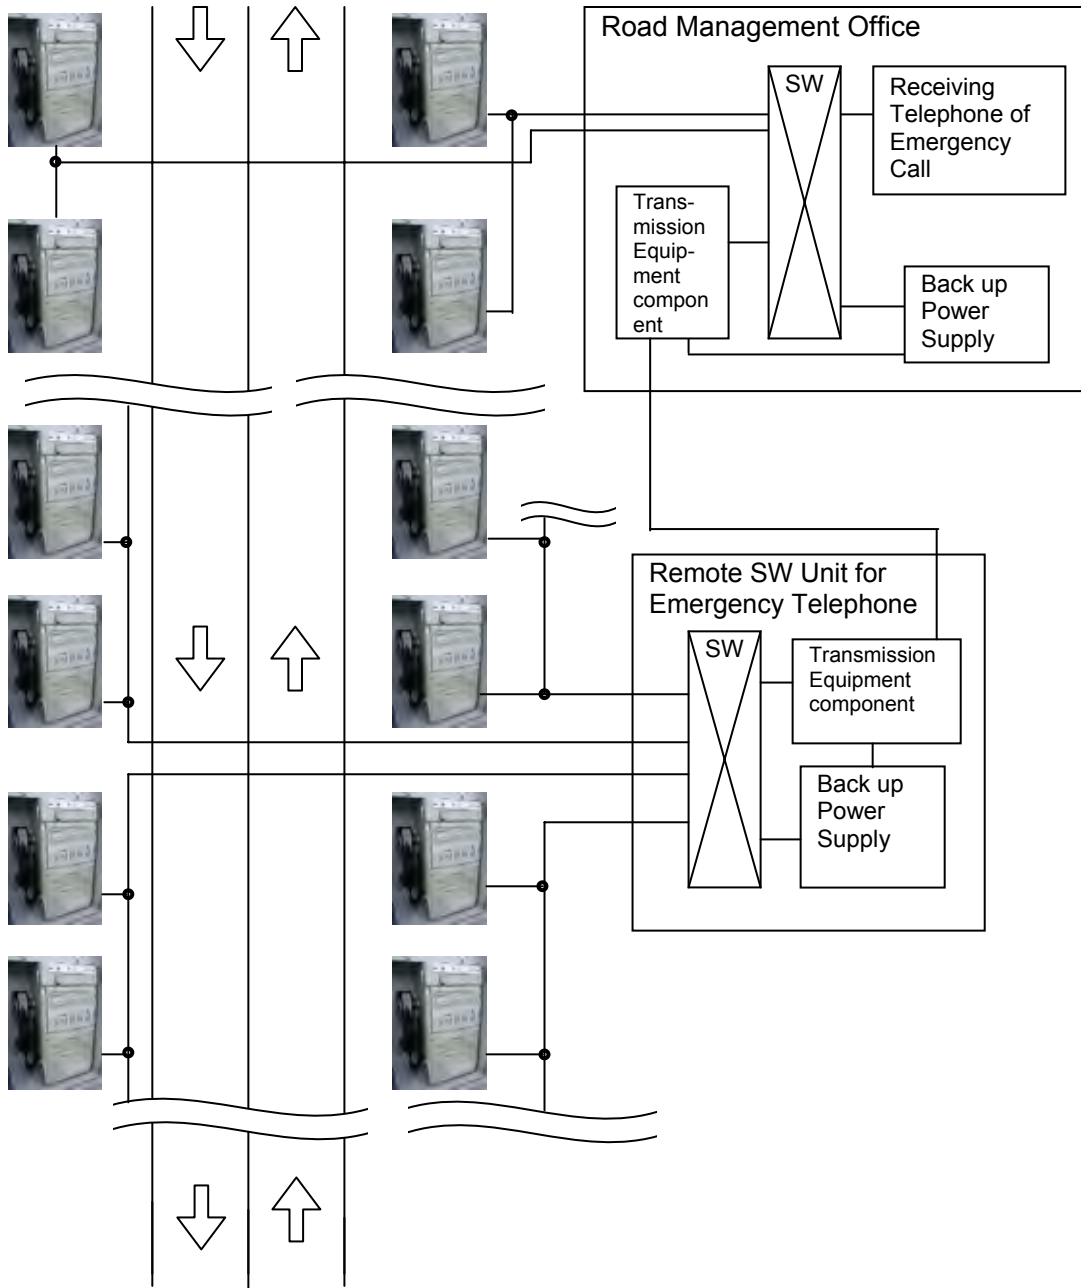 Road Management Office
SW
Receiving
Telephone of
Emergency
Call
Trans-
mission
Equip-
ment
compon
ent
Back up
Power
Supply
Remote SW Unit for
Emergency Telephone
SW
Transmission
Equipment
component
Back up
Power
Supply